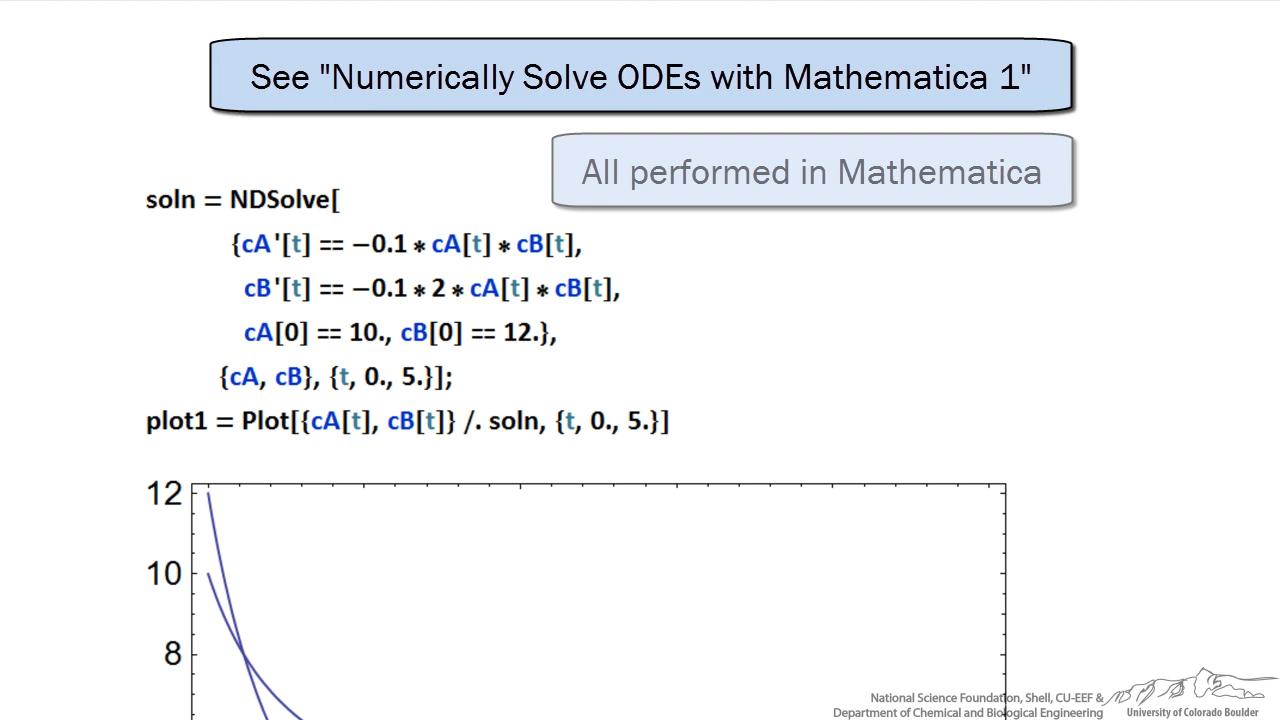 See "Numerically Solve ODEs with Mathematica 1"
All performed in Mathematica
soln = NDSolve[
{cA'[t] == −0.1 * cA[t] * cB[t],
cB'[t] == −0.1 * 2 * cA[t] * cB[t],
cA[0] == 10., cB[0] == 12.},
{cA, cB}, {t, 0., 5.}];
plot1 = Plot[{cA[t], cB[t]} /. soln, {t, 0., 5.}]
12
10
8
National Science Foundation, Shell, CU-EEF &
Department of Chemical and Biological Engineering
University of Colorado Boulder